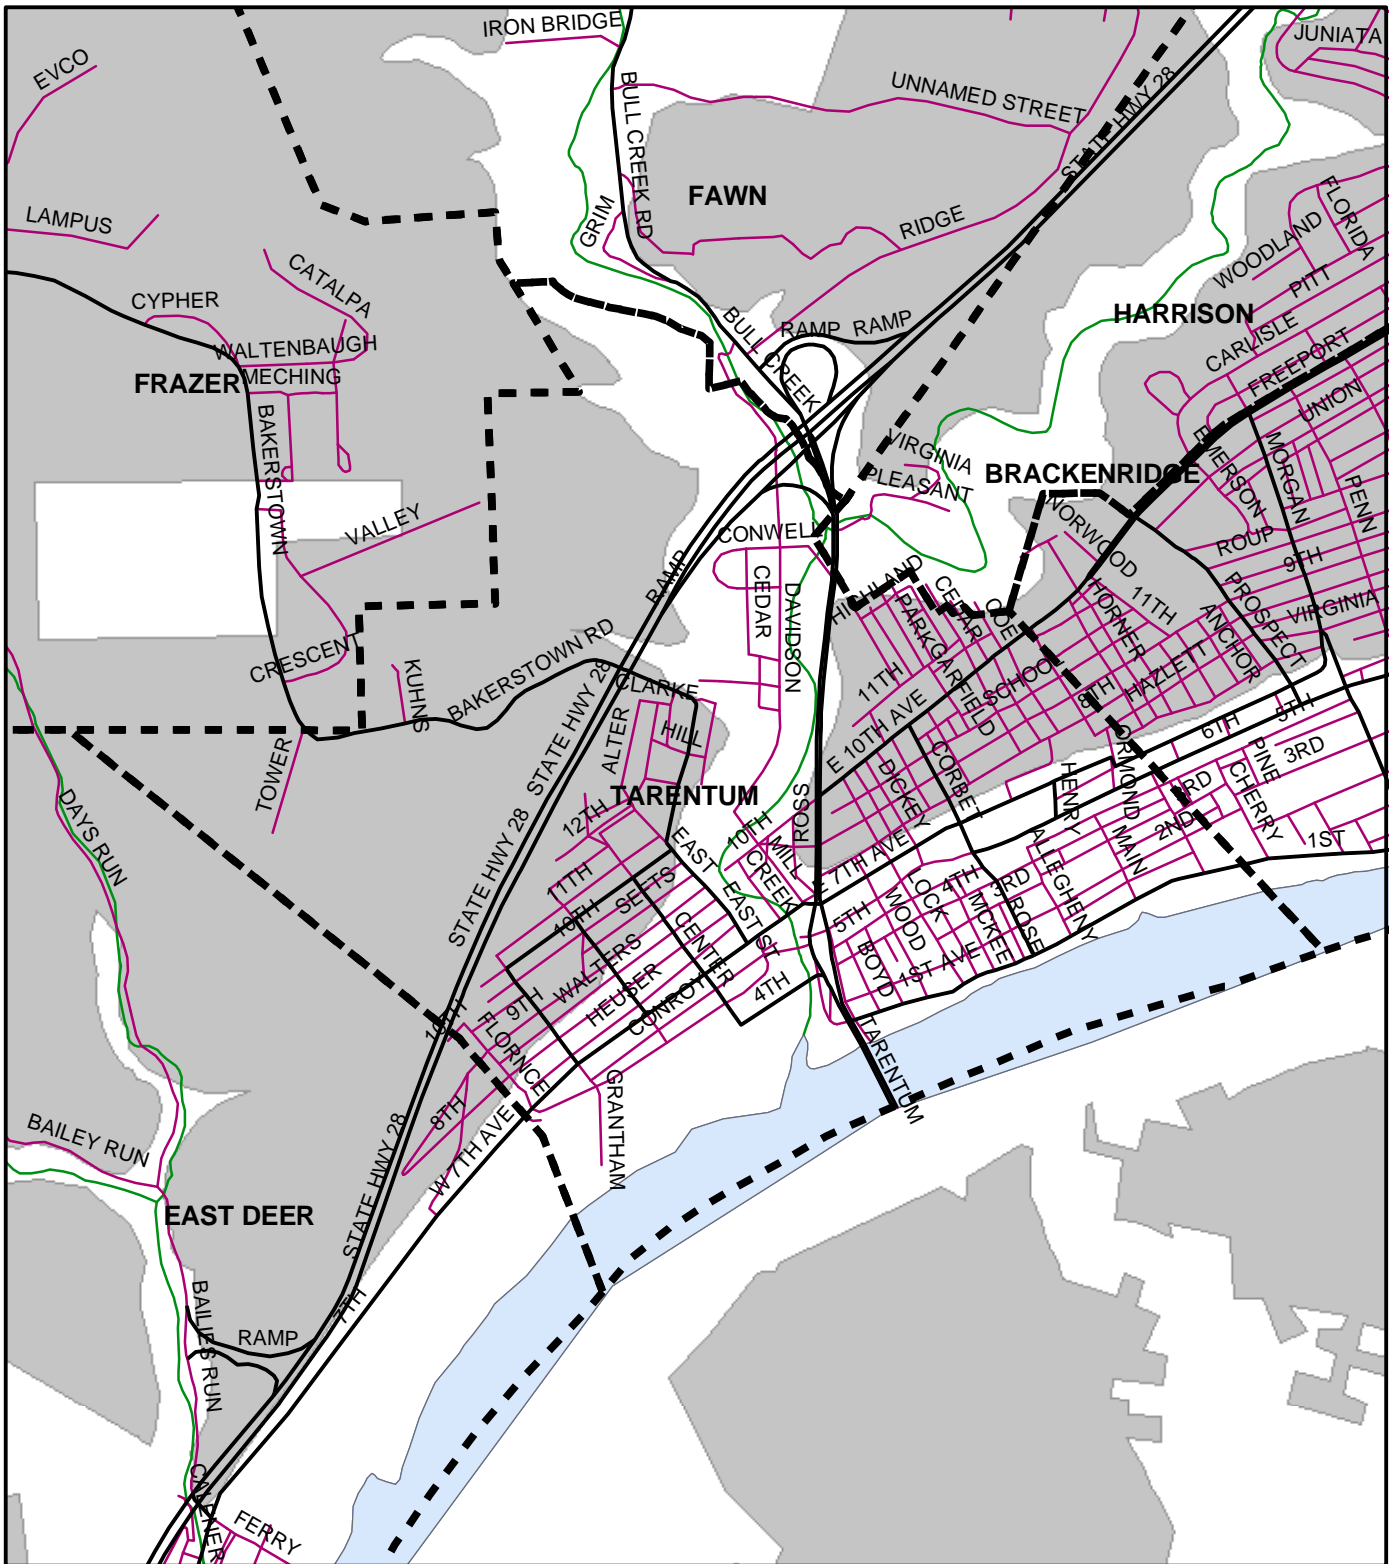 IRON BRIDGE
JUNIATA
EVCO
BULL CREEK RD
UNNAMED STREET
STATE HWY 28
FAWN
LAMPUS
GRIM
RIDGE
FLORIDA
WOODLAND
CATALPA
PITT
CYPHER
BULL CREEK
RAMP
RAMP
HARRISON
CARLISLE
FREEPORT
WALTENBAUGH
FRAZER
MECHING
UNION
BAKERSTOWN
VIRGINIA
EMERSON
MORGAN
PLEASANT
BRACKENRIDGE
PENN
VALLEY
CONWELL
NORWOOD
ROUP
9TH
RAMP
CEDAR
DAVIDSON
HIGHLAND
PARK
CEDAR
COE
HORNER
11TH
PROSPECT
VIRGINIA
ANCHOR
CRESCENT
KUHNS
BAKERSTOWN RD
CLARKE
11TH
GARFIELD
SCHOOL
8TH
HAZLETT
STATE HWY 28
ALTER
HILL
E 10TH AVE
TOWER
DICKEY
CORBET
ORMOND
6TH
5TH
3RD
PINE
HENRY
TARENTUM
ROSS
CHERRY
RD
DAYS RUN
12TH
10TH
MILL
CREEK
EAST
E 7TH AVE
ALLEGHENY
MAIN
2ND
1ST
STATE HWY 28
11TH
10TH
SEETS
EAST ST
LOCK
4TH
3RD
MCKEE
ROSE
WOOD
5TH
CENTER
WALTERS
HEUSER
CONROY
4TH
BOYD
1ST AVE
10TH
9TH
FLORNCE
TARENTUM
8TH
GRANTHAM
W 7TH AVE
BAILEY RUN
STATE HWY 28
EAST DEER
BAILIES RUN
RAMP
7TH
FERRY